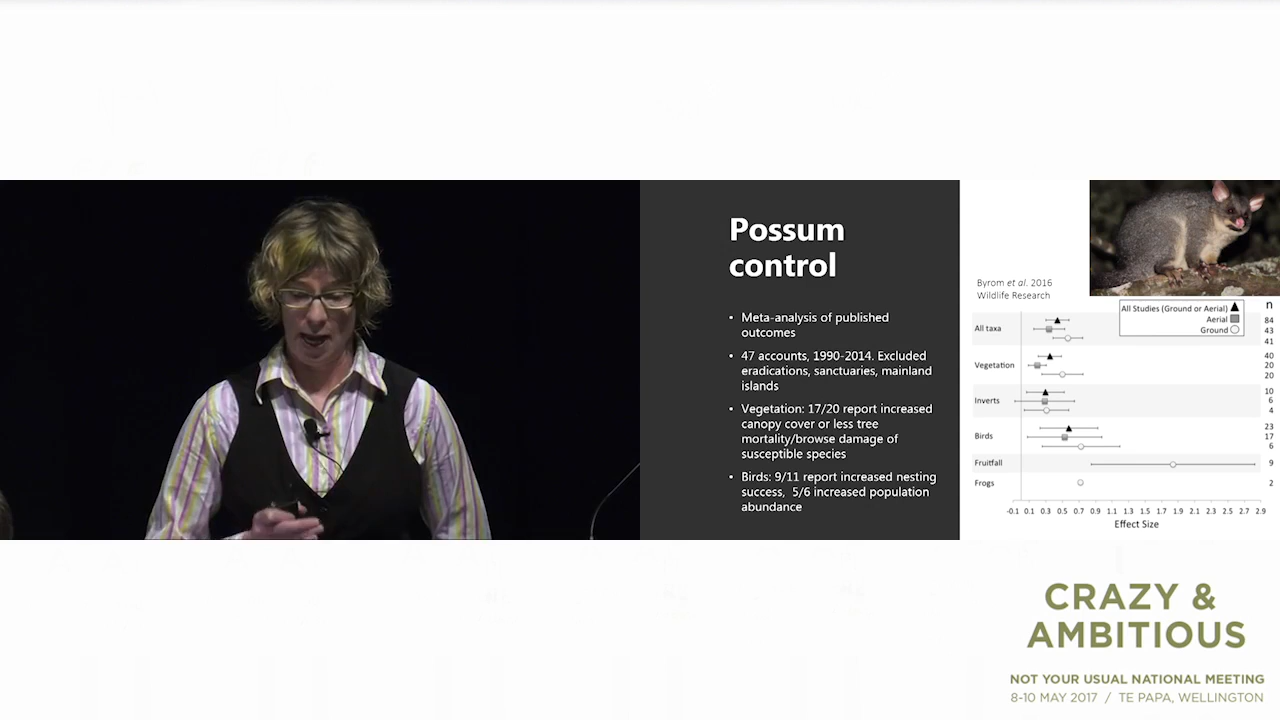 Possum
control
• Meta-analysis of published
outcomes
• 47 accounts, 1990-2014. Excluded
eradications, sanctuaries, mainland
islands
• Vegetation: 17/20 report increased
canopy cover or less tree
mortality/browse damage of
susceptible species
• Birds: 9/11 report increased nesting
success, 5/6 increased population
abundance
Byrom et al. 2016
Wildlife Research
n
All Studies (Ground or Aerial)
Aerial
Ground
All taxa
84
43
41
Vegetation
40
20
20
Inverts
10
6
4
Birds
23
17
6
Fruitfall
9
Frogs
2
-0.1 0.1 0.3 0.5 0.7 0.9 1.1 1.3 1.5 1.7 1.9 2.1 2.3 2.5 2.7 2.9
Effect Size
CRAZY &
AMBITIOUS
NOT YOUR USUAL NATIONAL MEETING
8-10 MAY 2017 / TE PAPA, WELLINGTON